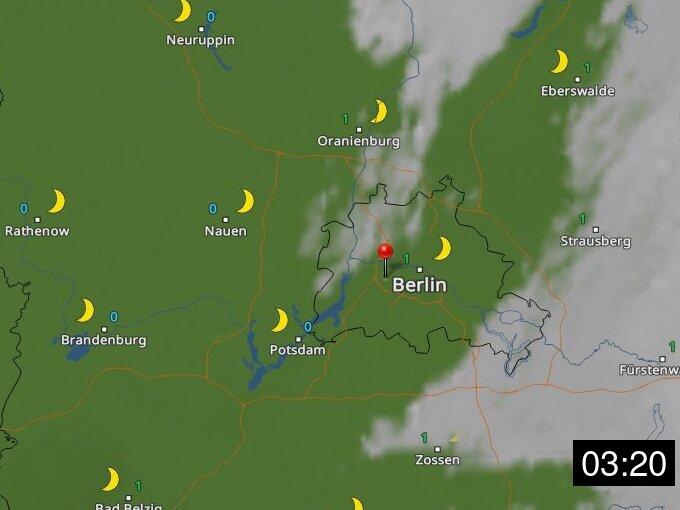 0
Neuruppin
1
Eberswalde
1
Oranienburg
0
Rathenow
0
Nauen
1
Strausberg
1
Berlin
0
Brandenburg
0
Potsdam
1
Fürstenwa
1
Zossen
03:20
1
Bad Belzig